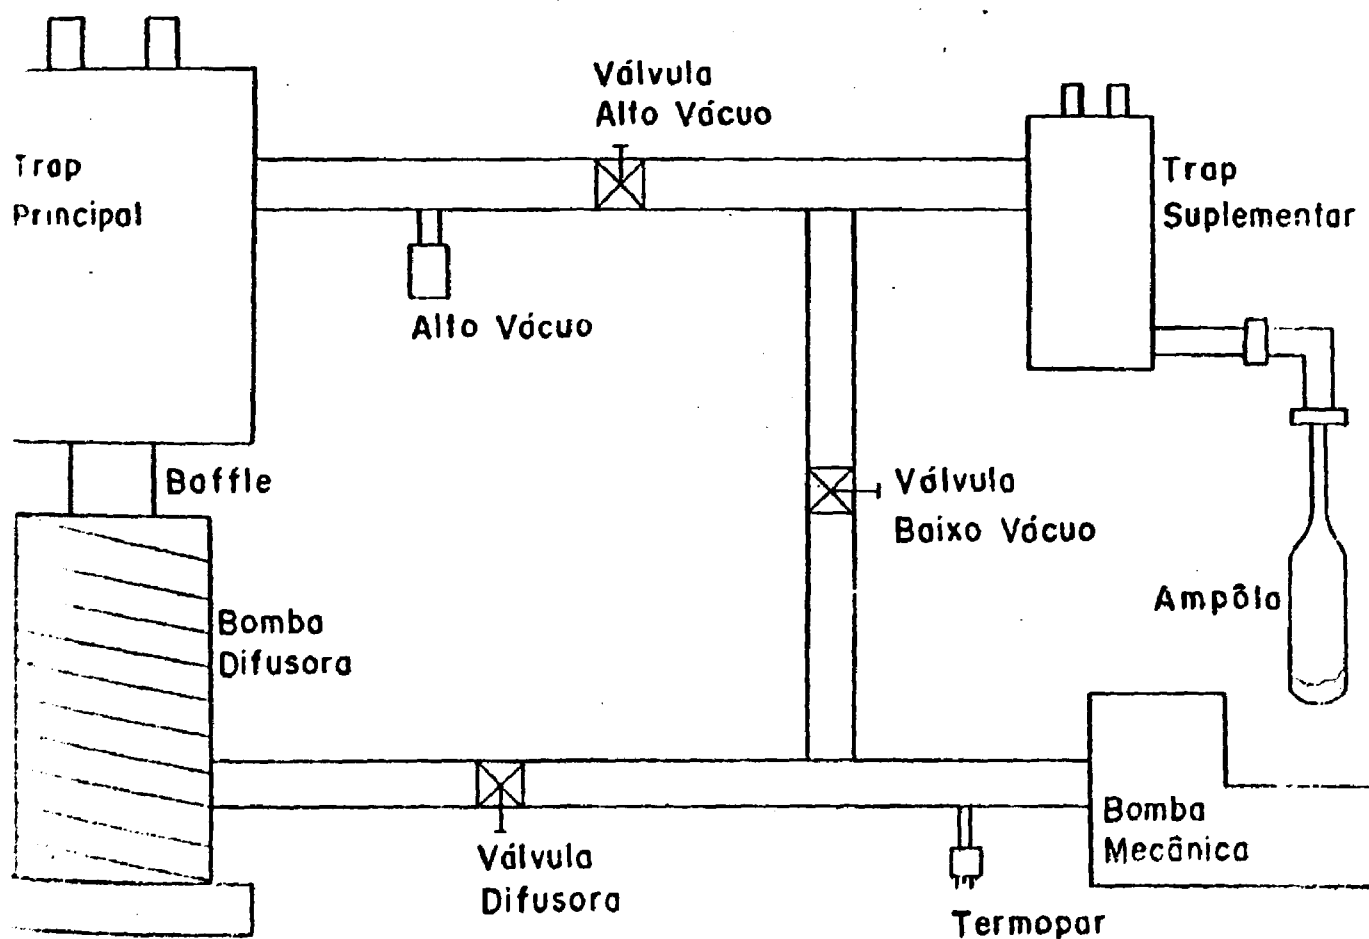 Válvula
Alto Vácuo
Trap
Principal
Trap
Suplementar
Alto Vácuo
Baffle
Válvula
Baixo Vácuo
Ampôla
Bomba
Difusora
Bomba
Mecânica
Válvula
Difusora
Termopar